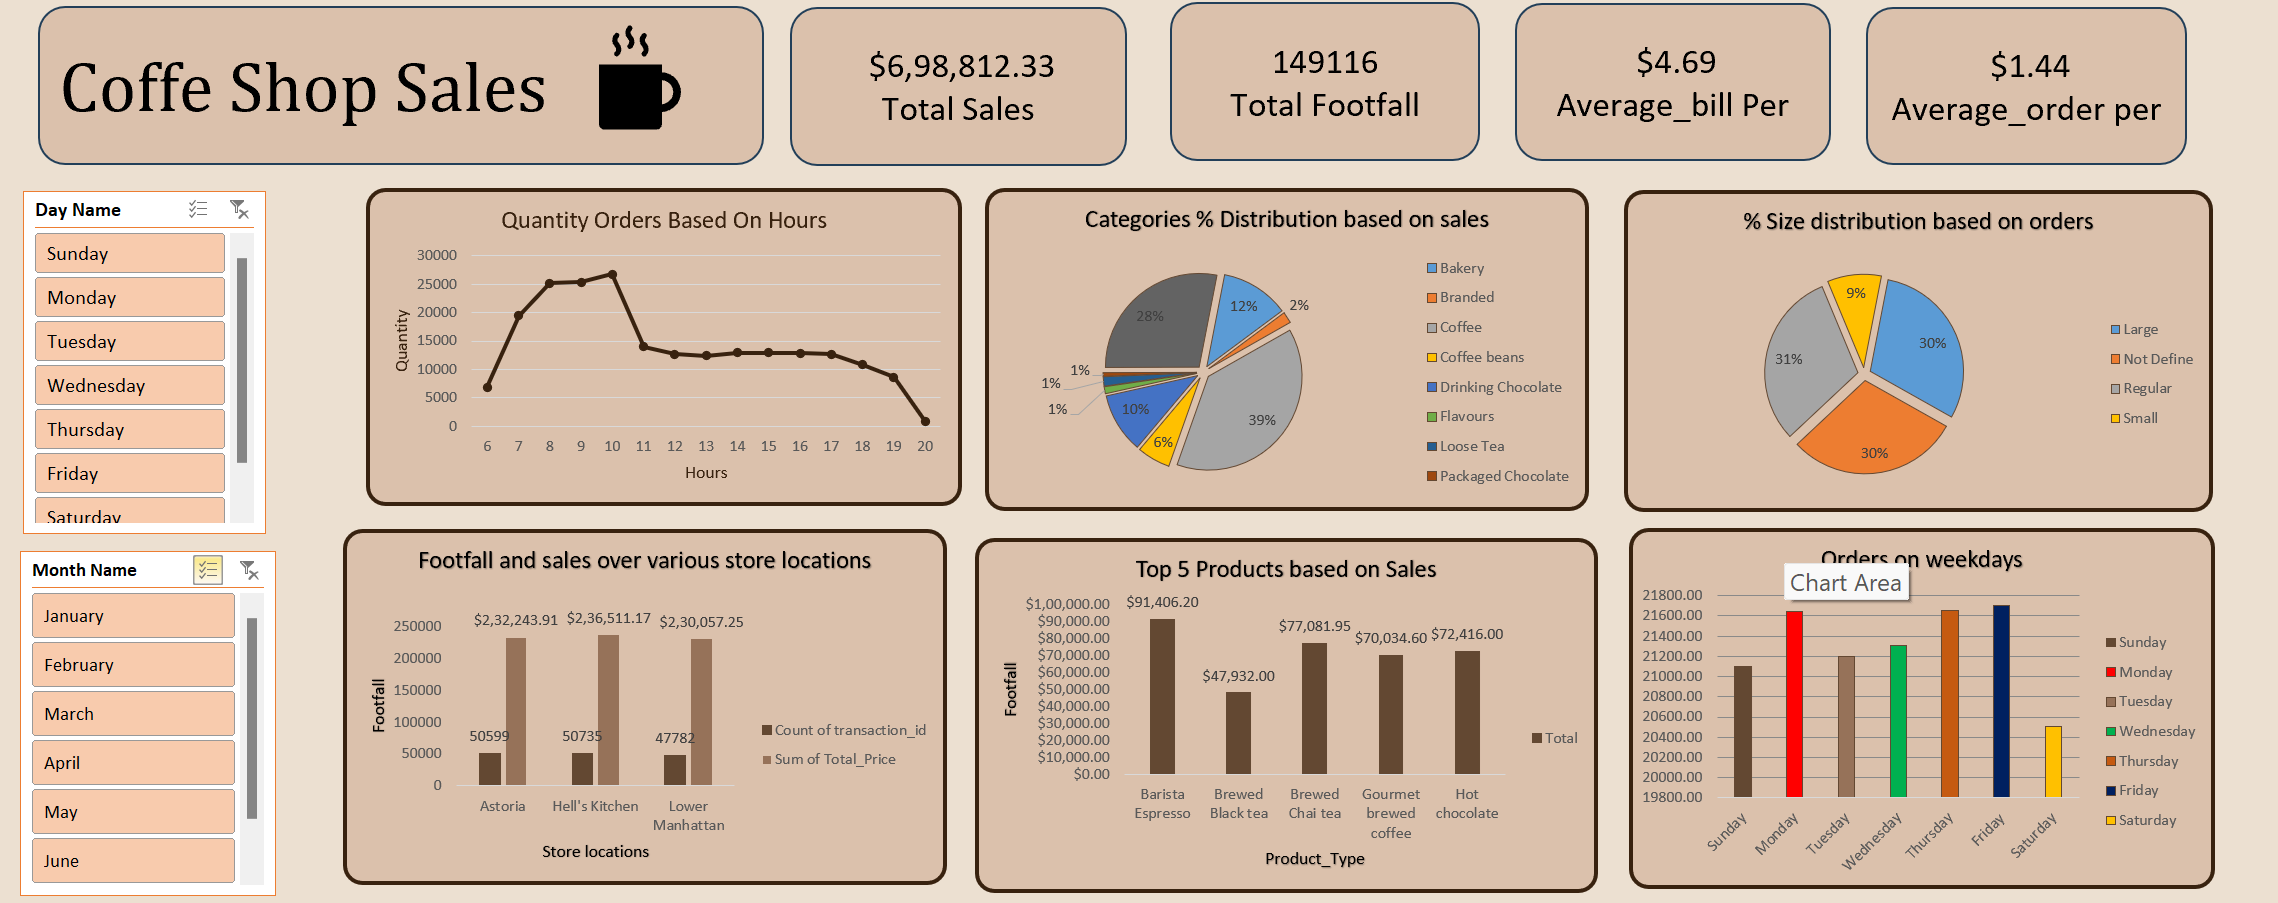 Coffe Shop Sales
$6,98,812.33
Total Sales
149116
Total Footfall
$4.69
Average_bill Per
$1.44
Average_order per
Day Name
Sunday
Monday
Tuesday
Wednesday
Thursday
Friday
Saturday
Month Name
January
February
March
April
May
June
Quantity Orders Based On Hours
Quantity
30000
25000
20000
15000
10000
5000
0
6 7 8 9 10 11 12 13 14 15 16 17 18 19 20
Hours
Categories % Distribution based on sales
28%
12%
2%
39%
6%
10%
1%
1%
1%
Bakery
Branded
Coffee
Coffee beans
Drinking Chocolate
Flavours
Loose Tea
Packaged Chocolate
% Size distribution based on orders
9%
30%
31%
30%
Large
Not Define
Regular
Small
Footfall and sales over various store locations
Footfall
250000
200000
150000
100000
50000
0
$2,32,243.91 $2,36,511.17 $2,30,057.25
50599 50735 47782
Astoria Hell's Kitchen Lower
Manhattan
Store locations
Count of transaction_id
Sum of Total_Price
Top 5 Products based on Sales
Footfall
$1,00,000.00
$90,000.00
$80,000.00
$70,000.00
$60,000.00
$50,000.00
$40,000.00
$30,000.00
$20,000.00
$10,000.00
$0.00
$91,406.20
$47,932.00
$77,081.95
$70,034.60
$72,416.00
Barista
Espresso
Brewed
Black tea
Brewed
Chai tea
Gourmet
brewed
coffee
Hot
chocolate
Product_Type
Total
Orders on weekdays
Chart Area
21800.00
21600.00
21400.00
21200.00
21000.00
20800.00
20600.00
20400.00
20200.00
20000.00
19800.00
Sunday
Monday
Tuesday
Wednesday
Thursday
Friday
Saturday
Sunday
Monday
Tuesday
Wednesday
Thursday
Friday
Saturday